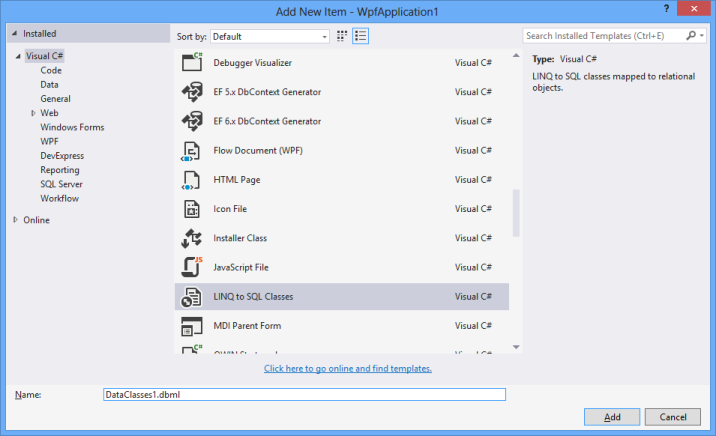 Add New Item - WpfApplication1
? x
Installed
Sort by: Default
Search Installed Templates (Ctrl+E)
Visual C#
Code
Data
General
Web
Windows Forms
WPF
DevExpress
Reporting
SQL Server
Workflow
Online
Debugger Visualizer Visual C#
EF 5.x DbContext Generator Visual C#
EF 6.x DbContext Generator Visual C#
Flow Document (WPF) Visual C#
HTML Page Visual C#
Icon File Visual C#
Installer Class Visual C#
JavaScript File Visual C#
LINQ to SQL Classes Visual C#
MDI Parent Form Visual C#
Type: Visual C#
LINQ to SQL classes mapped to relational
objects.
Click here to go online and find templates.
Name: DataClasses1.dbml
Add Cancel